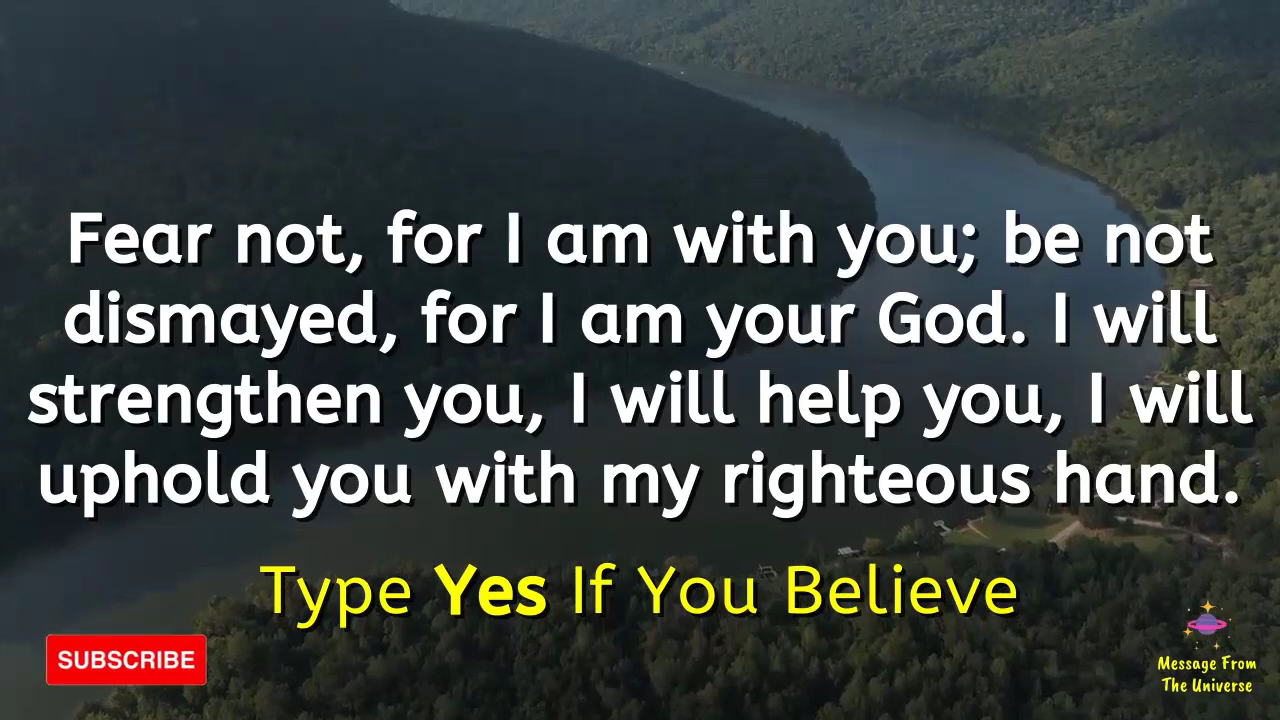 Fear not, for I am with you; be not
dismayed, for I am your God. I will
strengthen you, I will help you, I will
uphold you with my righteous hand.
Type Yes If You Believe
SUBSCRIBE
Message From
The Universe